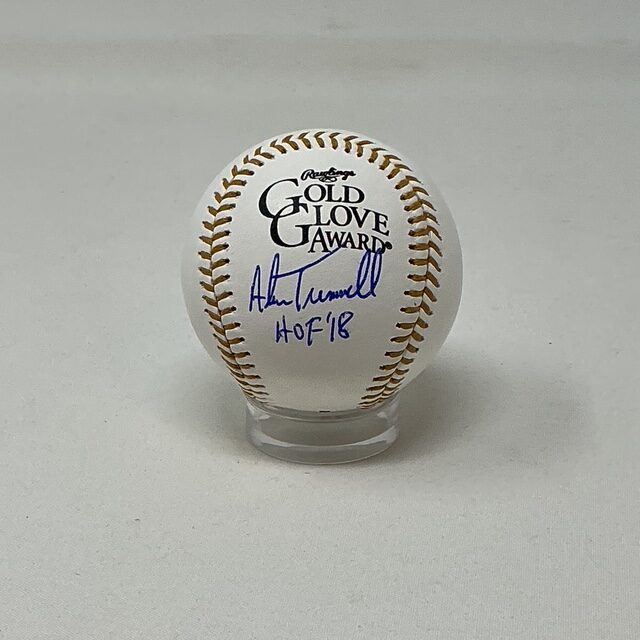 Rawlings
GOLD
GLOVE
AWARD®
Alan Trammell
HOF '18